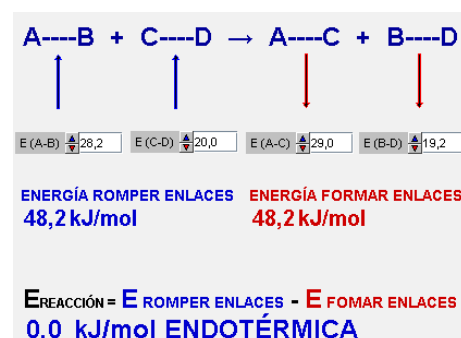 A----B + C----D → A----C + B----D
E (A-B) 28,2 E (C-D) 20,0 E (A-C) 29,0 E (B-D) 19,2
ENERGÍA ROMPER ENLACES ENERGÍA FORMAR ENLACES
48,2 kJ/mol 48,2 kJ/mol
EREACCIÓN = E ROMPER ENLACES - E FOMAR ENLACES
0,0 kJ/mol ENDOTÉRMICA